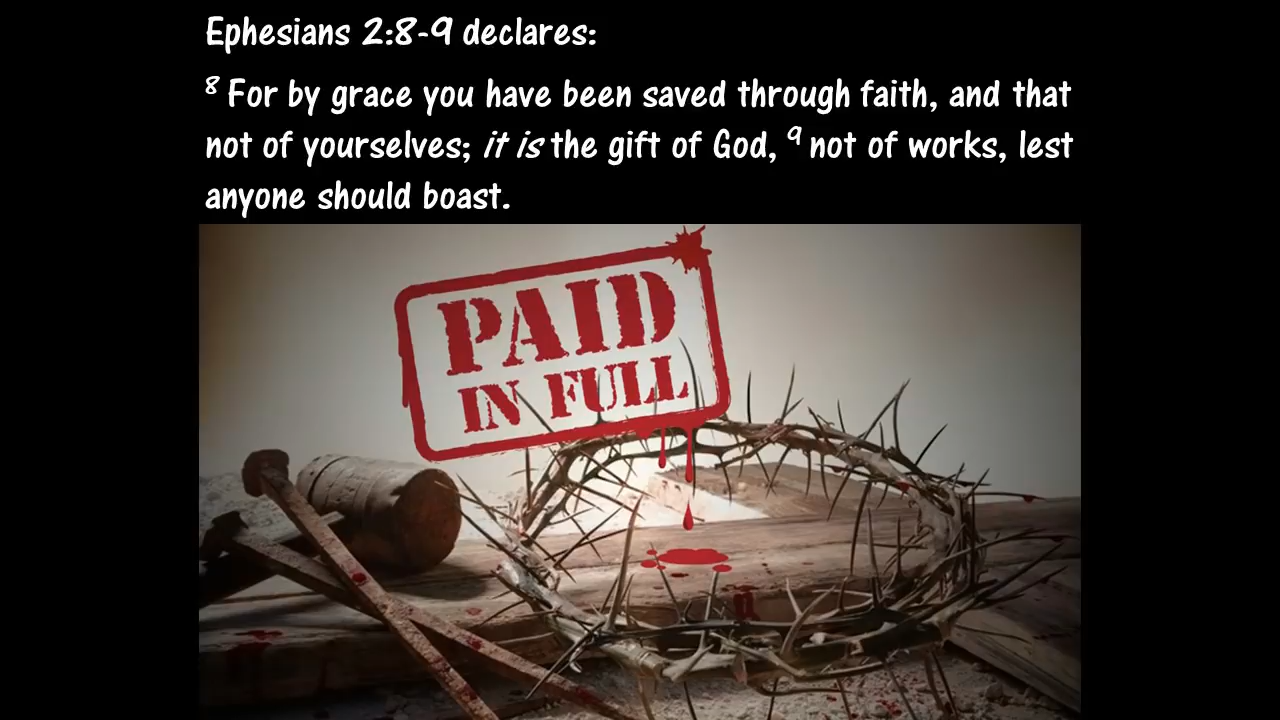 Ephesians 2:8-9 declares:
8 For by grace you have been saved through faith, and that
not of yourselves; it is the gift of God, 9 not of works, lest
anyone should boast.
PAID
IN FULL